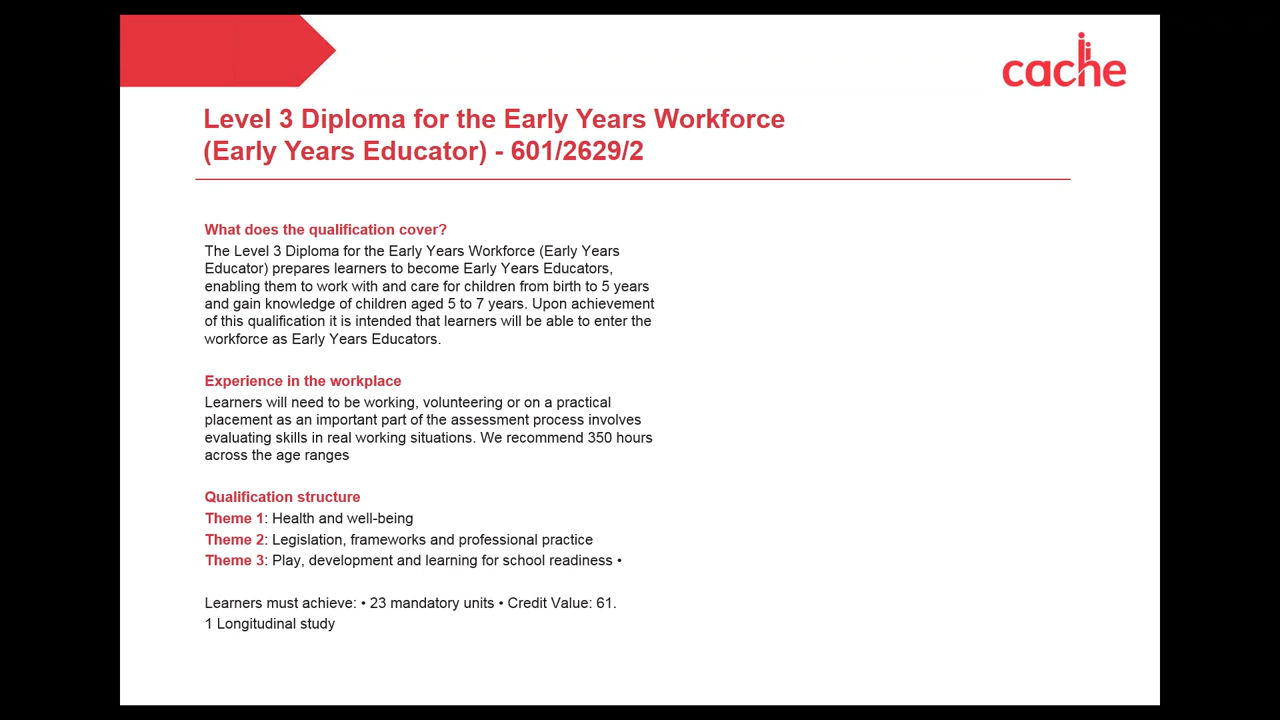 cache
Level 3 Diploma for the Early Years Workforce
(Early Years Educator) - 601/2629/2
What does the qualification cover?
The Level 3 Diploma for the Early Years Workforce (Early Years
Educator) prepares learners to become Early Years Educators,
enabling them to work with and care for children from birth to 5 years
and gain knowledge of children aged 5 to 7 years. Upon achievement
of this qualification it is intended that learners will be able to enter the
workforce as Early Years Educators.
Experience in the workplace
Learners will need to be working, volunteering or on a practical
placement as an important part of the assessment process involves
evaluating skills in real working situations. We recommend 350 hours
across the age ranges
Qualification structure
Theme 1: Health and well-being
Theme 2: Legislation, frameworks and professional practice
Theme 3: Play, development and learning for school readiness •
Learners must achieve: • 23 mandatory units • Credit Value: 61.
1 Longitudinal study